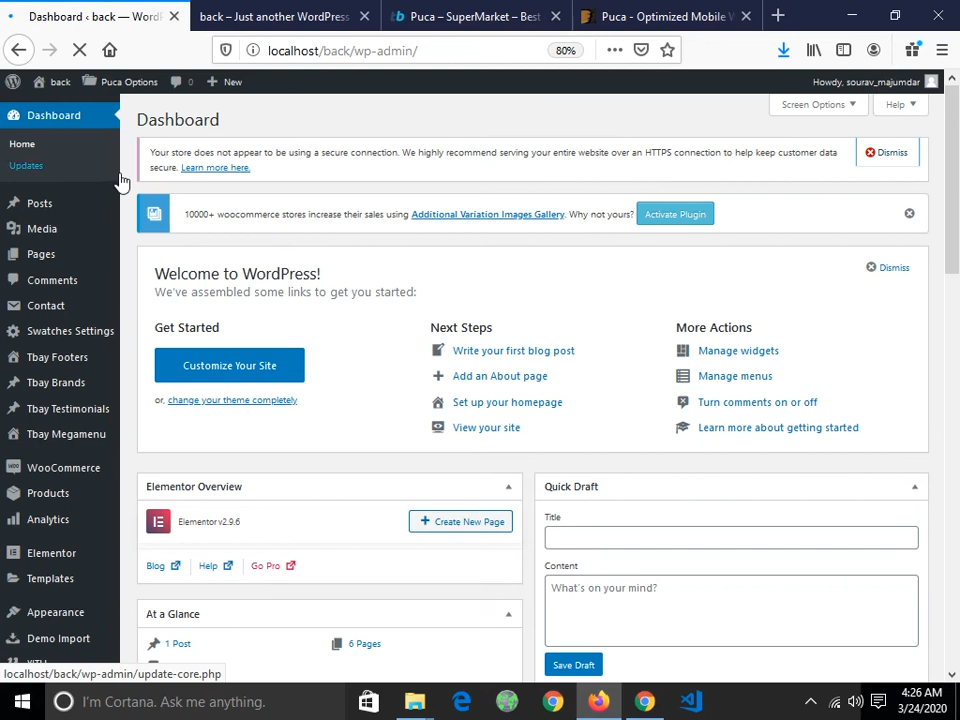 Dashboard ‹ back — Word
back – Just another WordPress
Puca – SuperMarket – Best
Puca - Optimized Mobile W
localhost/back/wp-admin/
80%
back
Puca Options
0
New
Howdy, sourav_majumdar
Screen Options
Help
Dashboard
Home
Updates
Posts
Media
Pages
Comments
Contact
Swatches Settings
Tbay Footers
Tbay Brands
Tbay Testimonials
Tbay Megamenu
WooCommerce
Products
Analytics
Elementor
Templates
Appearance
Demo Import
Dashboard
Your store does not appear to be using a secure connection. We highly recommend serving your entire website over an HTTPS connection to help keep customer data
secure. Learn more here.
Dismiss
10000+ woocommerce stores increase their sales using Additional Variation Images Gallery. Why not yours?
Activate Plugin
Welcome to WordPress!
We've assembled some links to get you started:
Dismiss
Get Started
Customize Your Site
or, change your theme completely
Next Steps
Write your first blog post
Add an About page
Set up your homepage
View your site
More Actions
Manage widgets
Manage menus
Turn comments on or off
Learn more about getting started
Elementor Overview
Elementor v2.9.6
Create New Page
Blog
Help
Go Pro
At a Glance
1 Post
6 Pages
Quick Draft
Title
Content
What's on your mind?
Save Draft
localhost/back/wp-admin/update-core.php
I'm Cortana. Ask me anything.
4:26 AM
3/24/2020